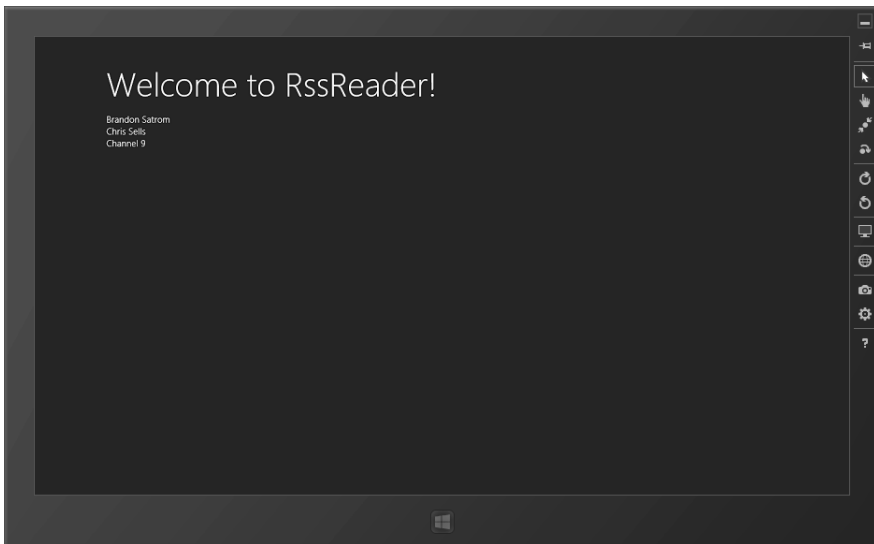 Welcome to RssReader!
Brandon Satrom
Chris Sells
Channel 9
?